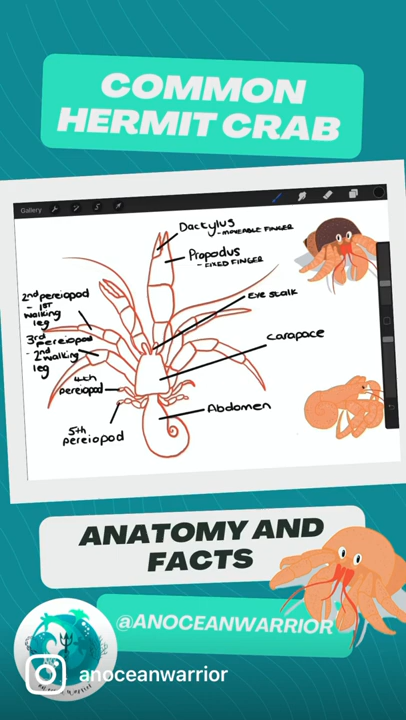 COMMON
HERMIT CRAB
Gallery
Dactylus
- MOVEABLE FINGER
Propodus
- FIXED FINGER
Eye stalk
Carapace
Abdomen
2nd pereiopod
- 1st
walking
leg
3rd pereiopod
- 2nd
walking
leg
4th
pereiopod
5th
pereiopod
ANATOMY AND
FACTS
@ANOCEANWARRIOR
anoceanwarrior